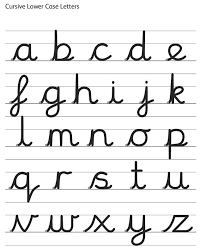 Cursive Lower Case Letters
a b c d e
f g h i j k
l m n o p
q r s t u
v w x y z